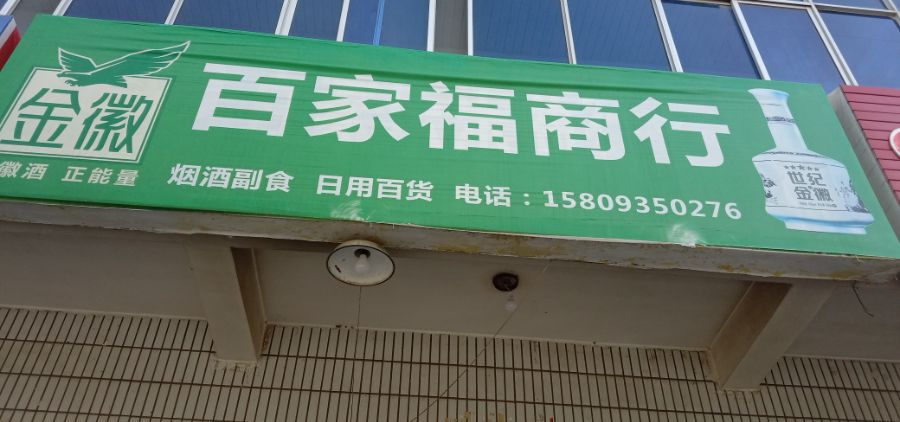 金徽
徽酒 正能量
百家福商行
烟酒副食 日用百货 电话：15809350276
世纪
金徽